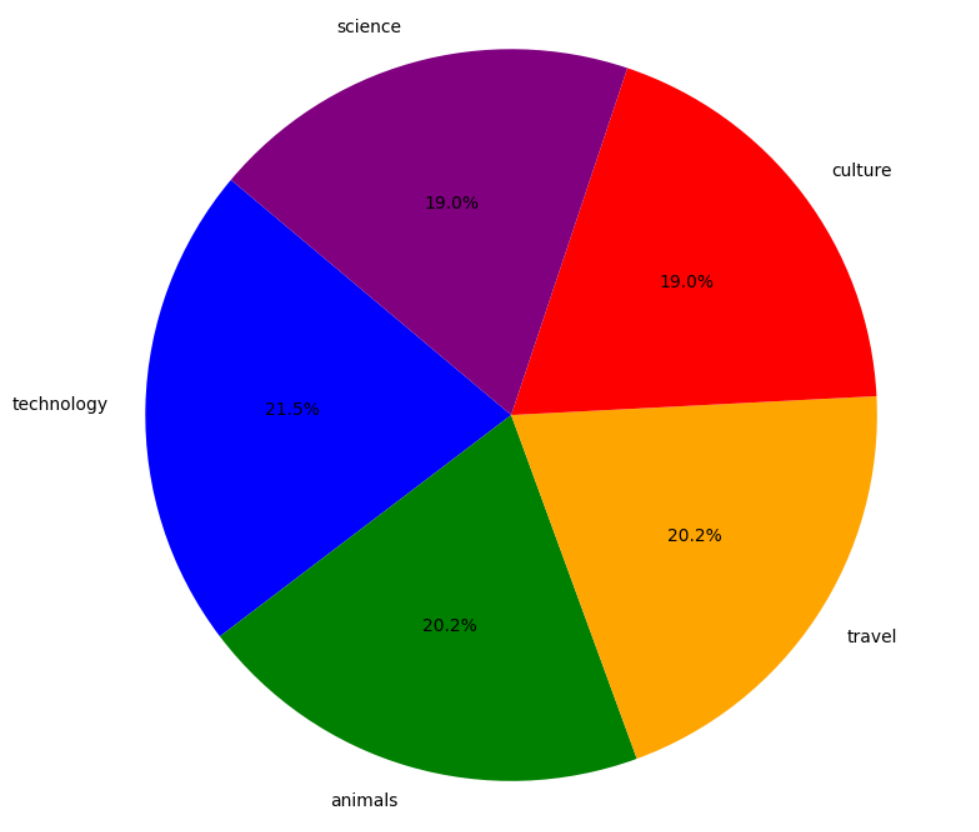 science
culture
19.0%
19.0%
technology
21.5%
20.2%
20.2%
travel
animals